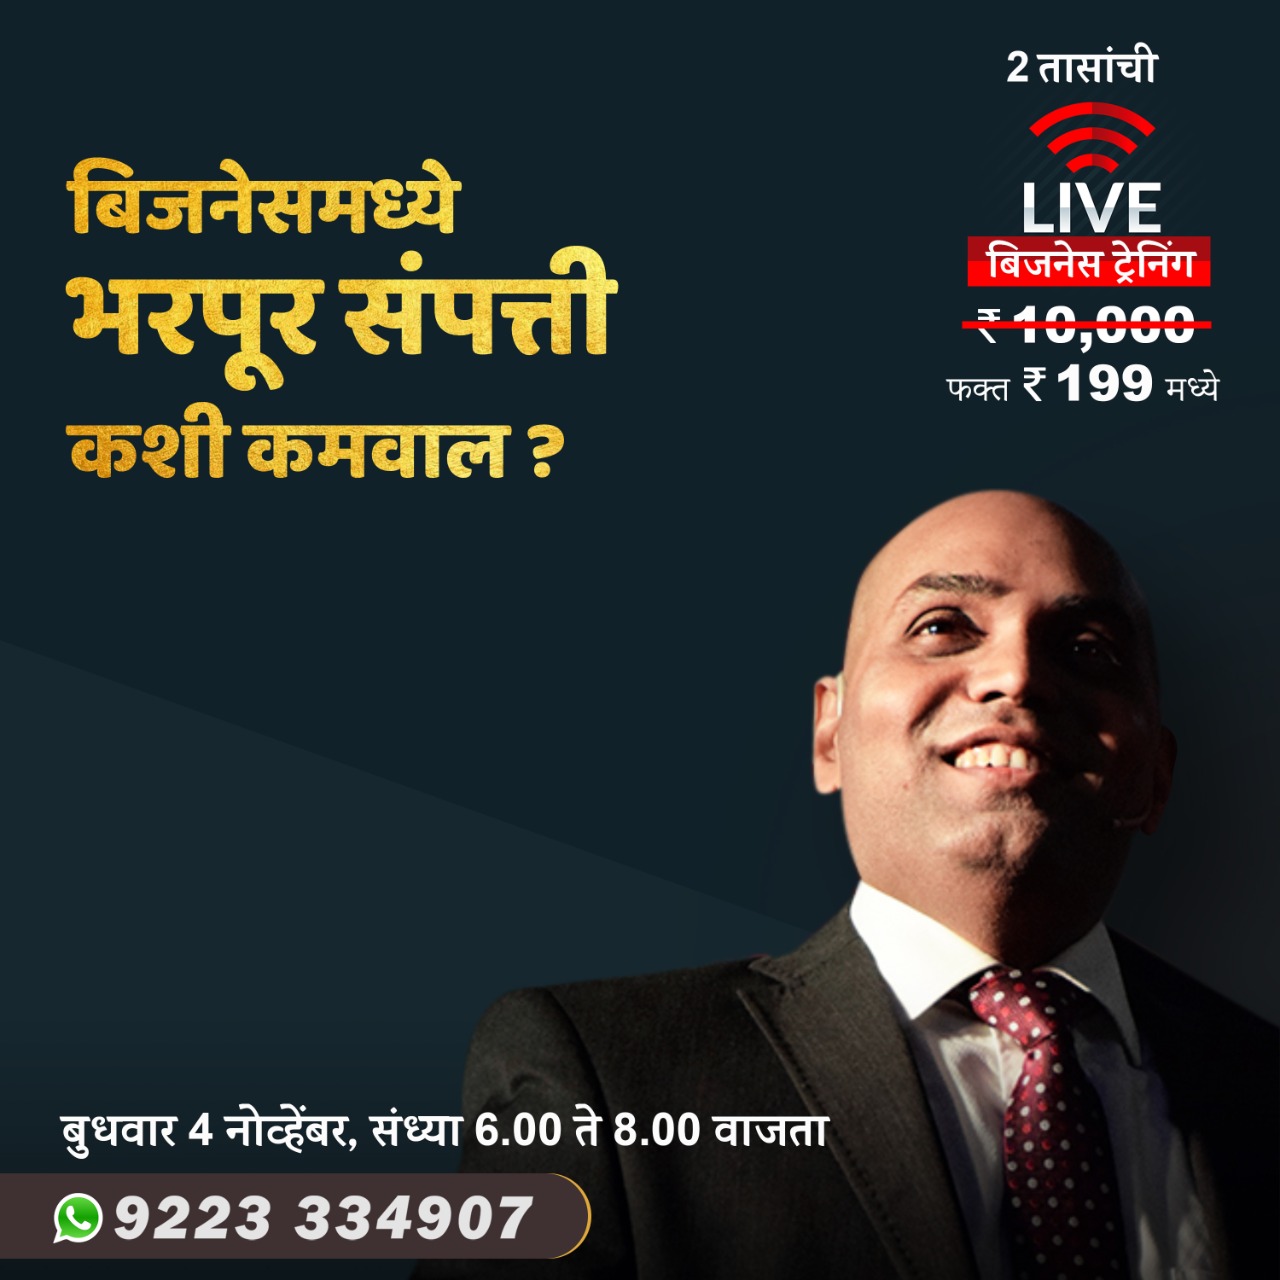 2 तासांची
LIVE
बिजनेस ट्रेनिंग
₹ 10,000
फक्त ₹ 199 मध्ये
बिजनेसमध्ये
भरपूर संपत्ती
कशी कमवाल ?
बुधवार 4 नोव्हेंबर, संध्या 6.00 ते 8.00 वाजता
9223 334907